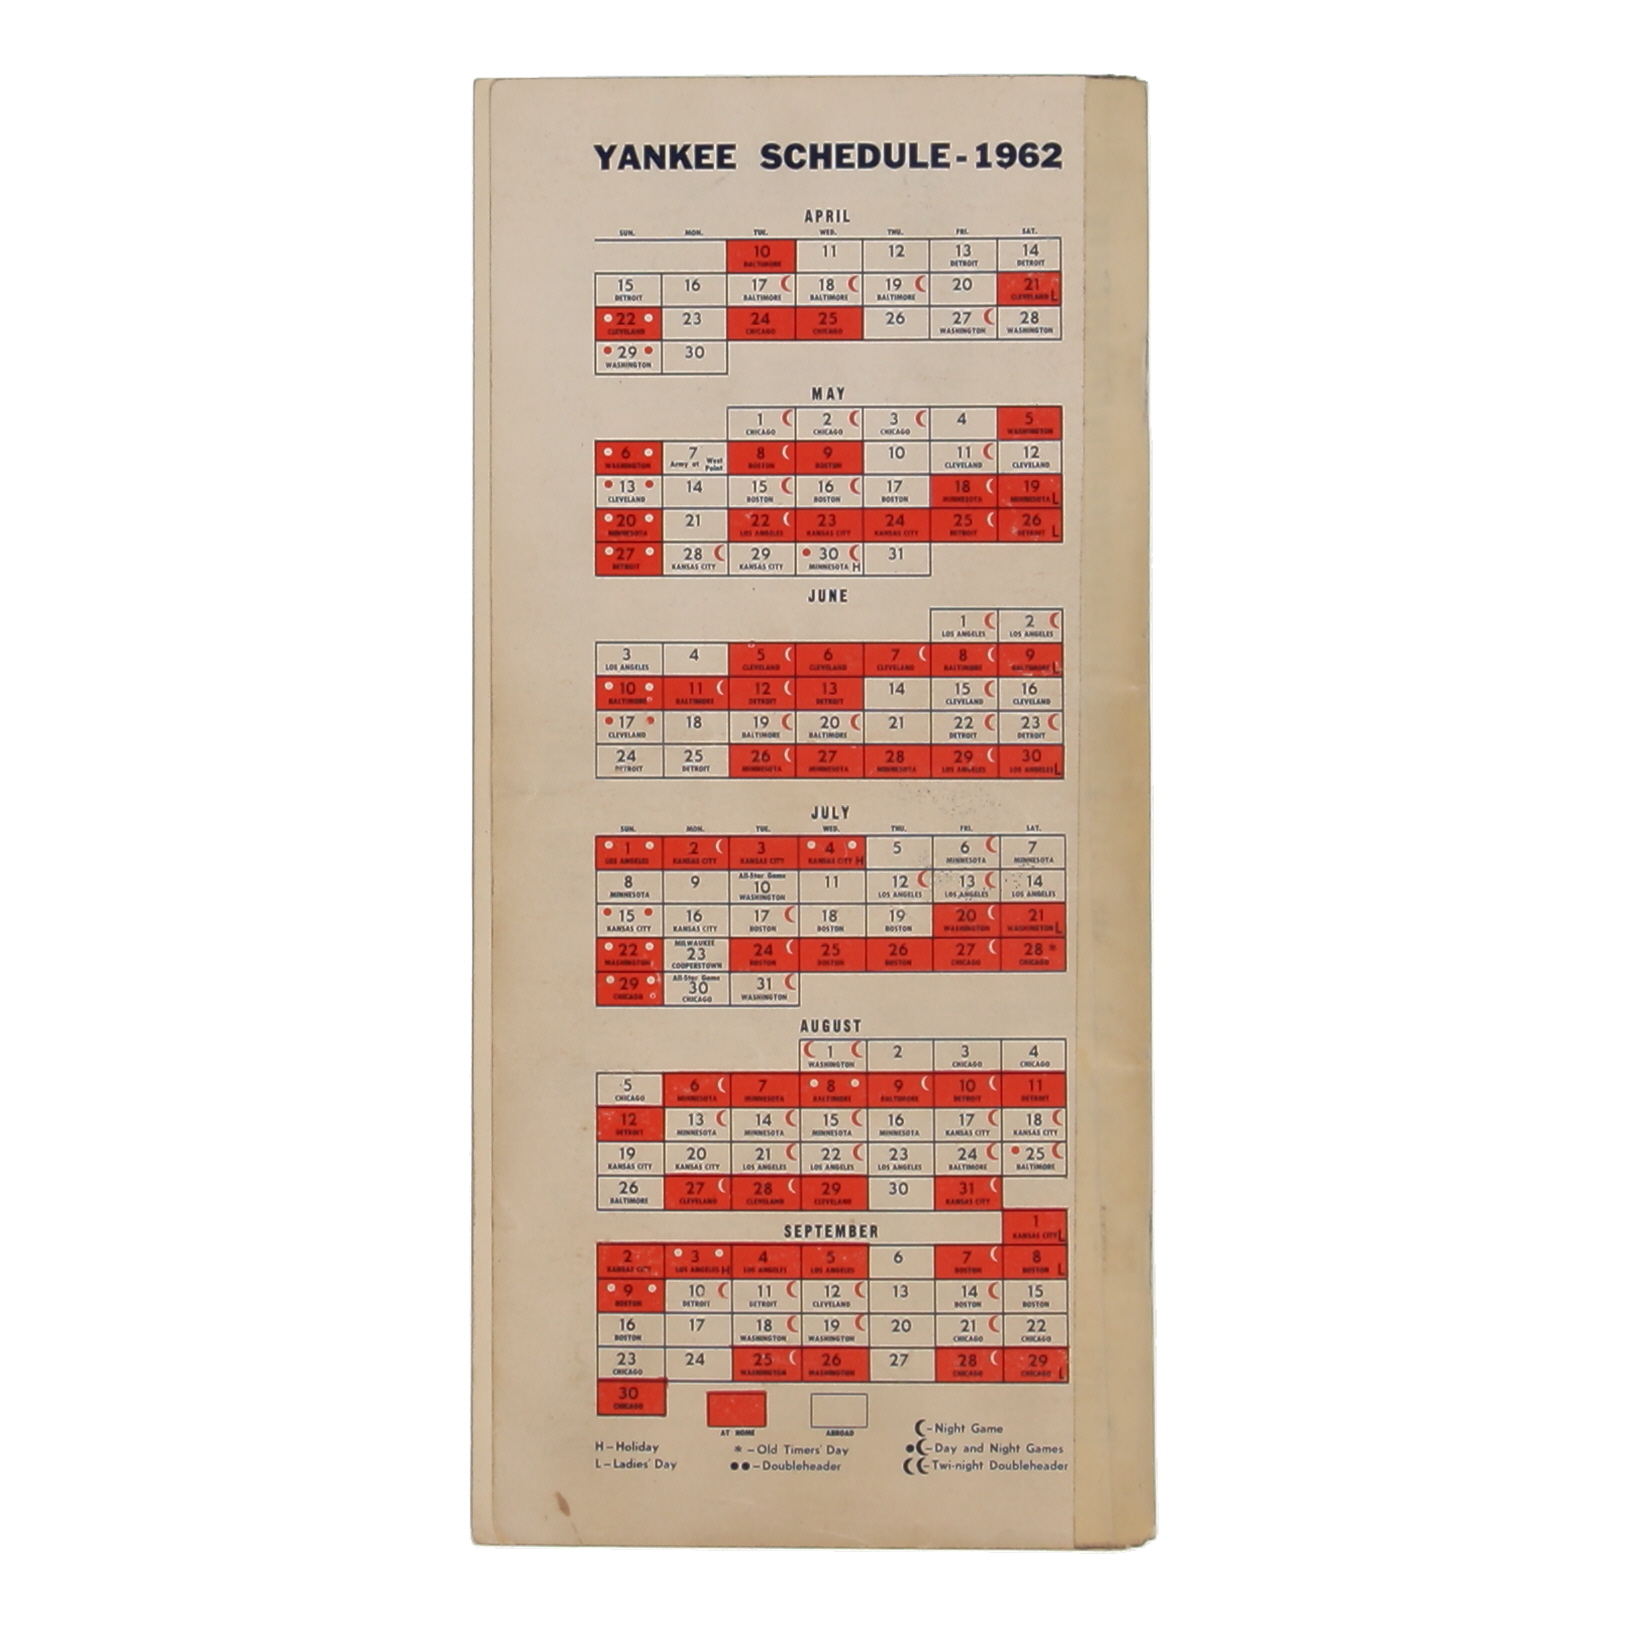 YANKEE SCHEDULE - 1962
APRIL
SUN. MON. TUE. WED. THU. FRI. SAT.
10 11 12 13 14
BALTIMORE DETROIT DETROIT
15 16 17 18 19 20 21
DETROIT BALTIMORE BALTIMORE BALTIMORE CLEVELAND L
22 23 24 25 26 27 28
CLEVELAND CHICAGO CHICAGO WASHINGTON WASHINGTON
29 30
WASHINGTON
MAY
1 2 3 4 5
CHICAGO CHICAGO CHICAGO WASHINGTON
6 7 8 9 10 11 12
WASHINGTON Army at West Point BOSTON BOSTON CLEVELAND CLEVELAND
13 14 15 16 17 18 19
CLEVELAND BOSTON BOSTON BOSTON MINNESOTA MINNESOTA L
20 21 22 23 24 25 26
MINNESOTA LOS ANGELES KANSAS CITY KANSAS CITY DETROIT DETROIT L
27 28 29 30 31
DETROIT KANSAS CITY KANSAS CITY MINNESOTA H
JUNE
1 2
LOS ANGELES LOS ANGELES
3 4 5 6 7 8 9
LOS ANGELES CLEVELAND CLEVELAND CLEVELAND BALTIMORE BALTIMORE L
10 11 12 13 14 15 16
BALTIMORE BALTIMORE DETROIT DETROIT CLEVELAND CLEVELAND
17 18 19 20 21 22 23
CLEVELAND BALTIMORE BALTIMORE DETROIT DETROIT
24 25 26 27 28 29 30
DETROIT DETROIT MINNESOTA MINNESOTA MINNESOTA LOS ANGELES LOS ANGELES L
JULY
SUN. MON. TUE. WED. THU. FRI. SAT.
1 2 3 4 5 6 7
LOS ANGELES KANSAS CITY KANSAS CITY KANSAS CITY H MINNESOTA MINNESOTA
All-Star Game
8 9 10 11 12 13 14
MINNESOTA WASHINGTON LOS ANGELES LOS ANGELES LOS ANGELES
15 16 17 18 19 20 21
KANSAS CITY KANSAS CITY BOSTON BOSTON BOSTON WASHINGTON WASHINGTON L
MILWAUKEE
22 23 24 25 26 27 28 *
WASHINGTON COOPERSTOWN BOSTON BOSTON BOSTON CHICAGO CHICAGO
All-Star Game
29 30 31
CHICAGO CHICAGO WASHINGTON
AUGUST
1 2 3 4
WASHINGTON CHICAGO CHICAGO
5 6 7 8 9 10 11
CHICAGO MINNESOTA MINNESOTA BALTIMORE BALTIMORE DETROIT DETROIT
12 13 14 15 16 17 18
DETROIT MINNESOTA MINNESOTA MINNESOTA MINNESOTA KANSAS CITY KANSAS CITY
19 20 21 22 23 24 25
KANSAS CITY KANSAS CITY LOS ANGELES LOS ANGELES LOS ANGELES BALTIMORE BALTIMORE
26 27 28 29 30 31
BALTIMORE CLEVELAND CLEVELAND CLEVELAND KANSAS CITY
SEPTEMBER
1
KANSAS CITY L
2 3 4 5 6 7 8
KANSAS CITY LOS ANGELES H LOS ANGELES LOS ANGELES BOSTON BOSTON L
9 10 11 12 13 14 15
BOSTON DETROIT DETROIT CLEVELAND BOSTON BOSTON
16 17 18 19 20 21 22
BOSTON WASHINGTON WASHINGTON CHICAGO CHICAGO
23 24 25 26 27 28 29
CHICAGO WASHINGTON WASHINGTON CHICAGO CHICAGO L
30
CHICAGO
AT HOME ABROAD
H – Holiday
L – Ladies' Day
* – Old Timers' Day
●● – Doubleheader
☾ – Night Game
●☾ – Day and Night Games
☾☾ – Twi-night Doubleheader